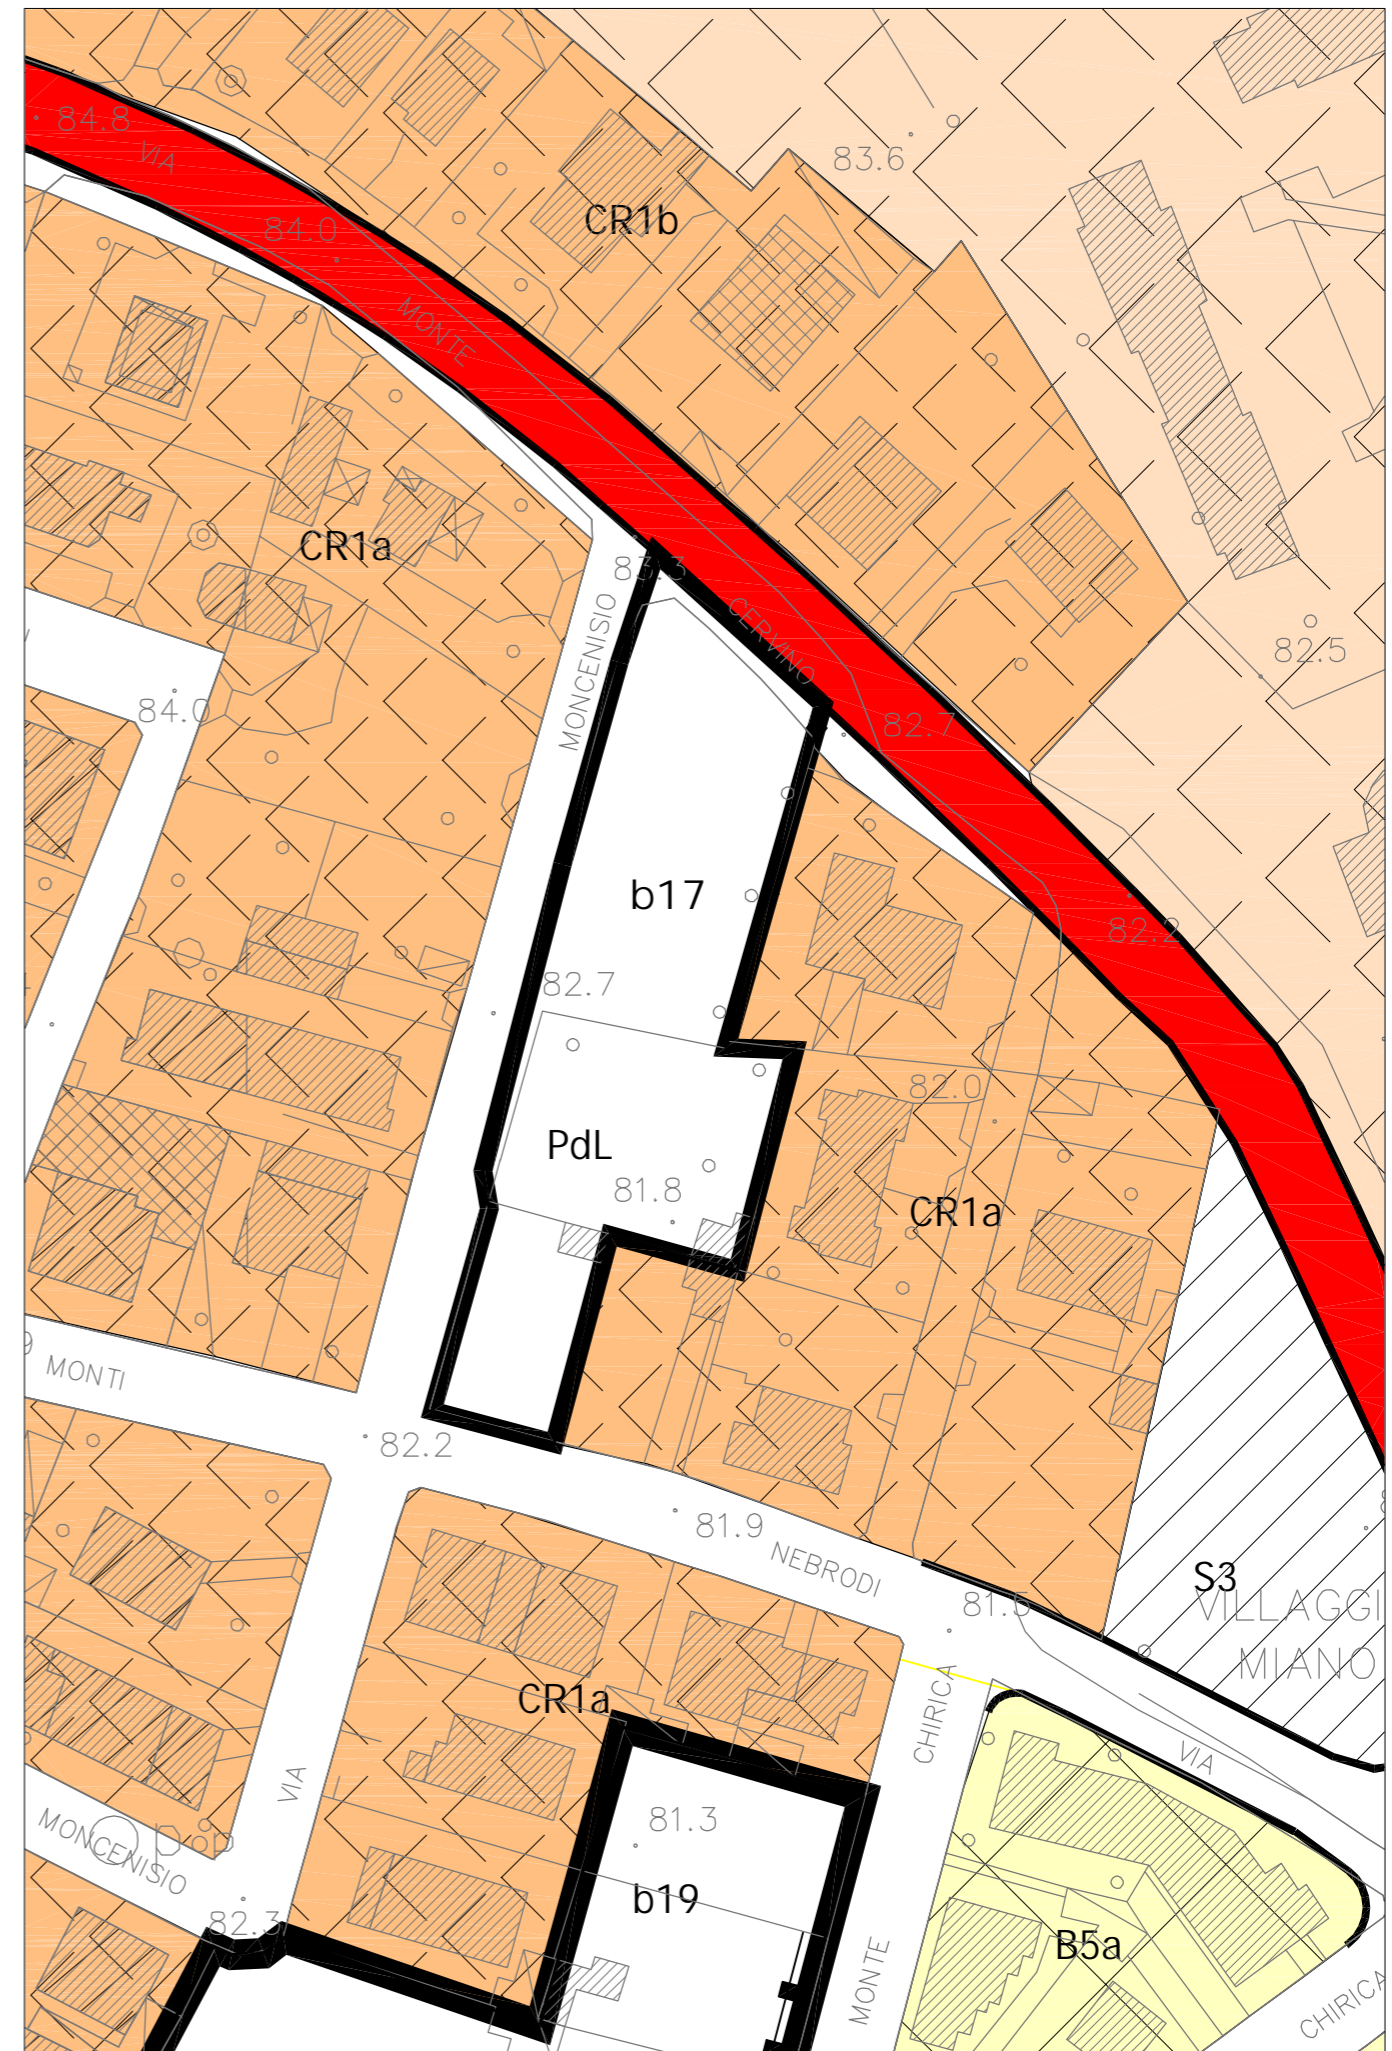 84.8
VIA
83.6
84.0
CR1b
MONTE
CR1a
83.3
MONCENISIO
CERVINO
82.5
84.0
82.7
b17
82.2
82.7
82.0
PdL
81.8
CR1a
MONTI
82.2
81.9
NEBRODI
S3
81.5
VILLAGGI
MIANO
CR1a
CHIRICA
VIA
VIA
81.3
MONCENISIO
b19
82.3
B5a
MONTE
CHIRICA